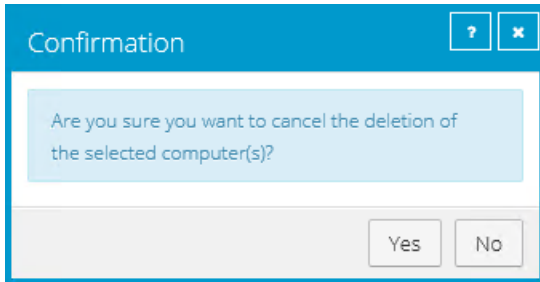 Confirmation
?
Are you sure you want to cancel the deletion of
the selected computer(s)?
Yes
No